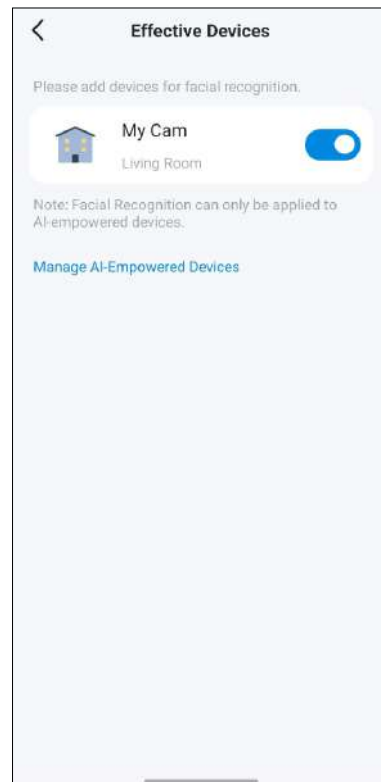 Effective Devices
Please add devices for facial recognition.
My Cam
Living Room
Note: Facial Recognition can only be applied to
AI-empowered devices.
Manage AI-Empowered Devices